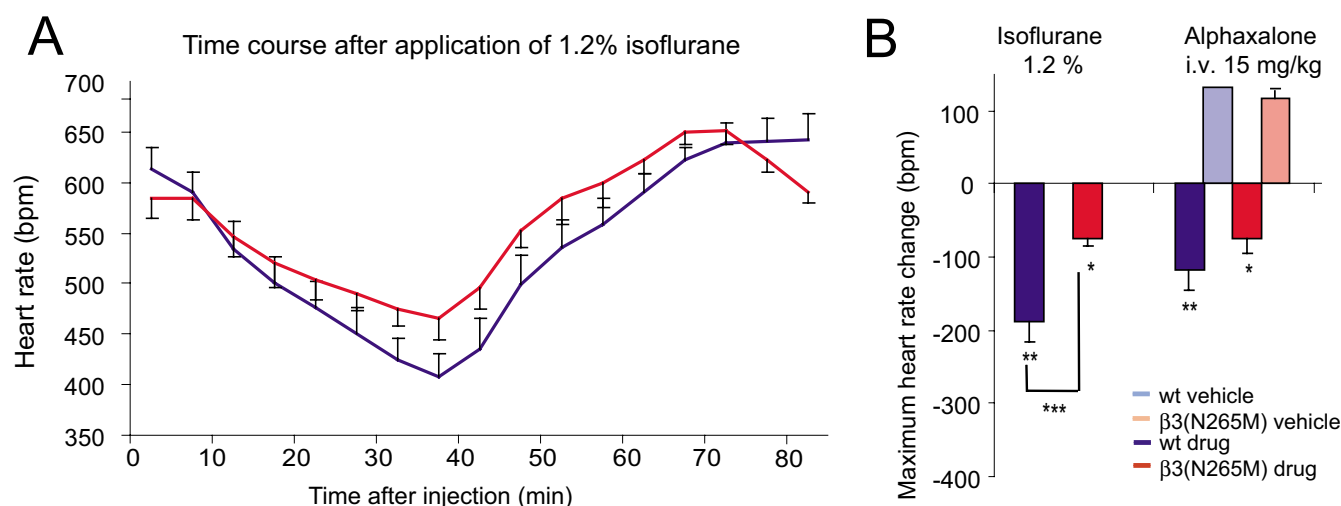 A
Time course after application of 1.2% isoflurane
Heart rate (bpm)
700
650
600
550
500
450
400
350
0 10 20 30 40 50 60 70 80
Time after injection (min)
B
Isoflurane
1.2 %
Alphaxalone
i.v. 15 mg/kg
Maximum heart rate change (bpm)
100
0
-100
-200
-300
-400
**
*
***
**
*
wt vehicle
β3(N265M) vehicle
wt drug
β3(N265M) drug